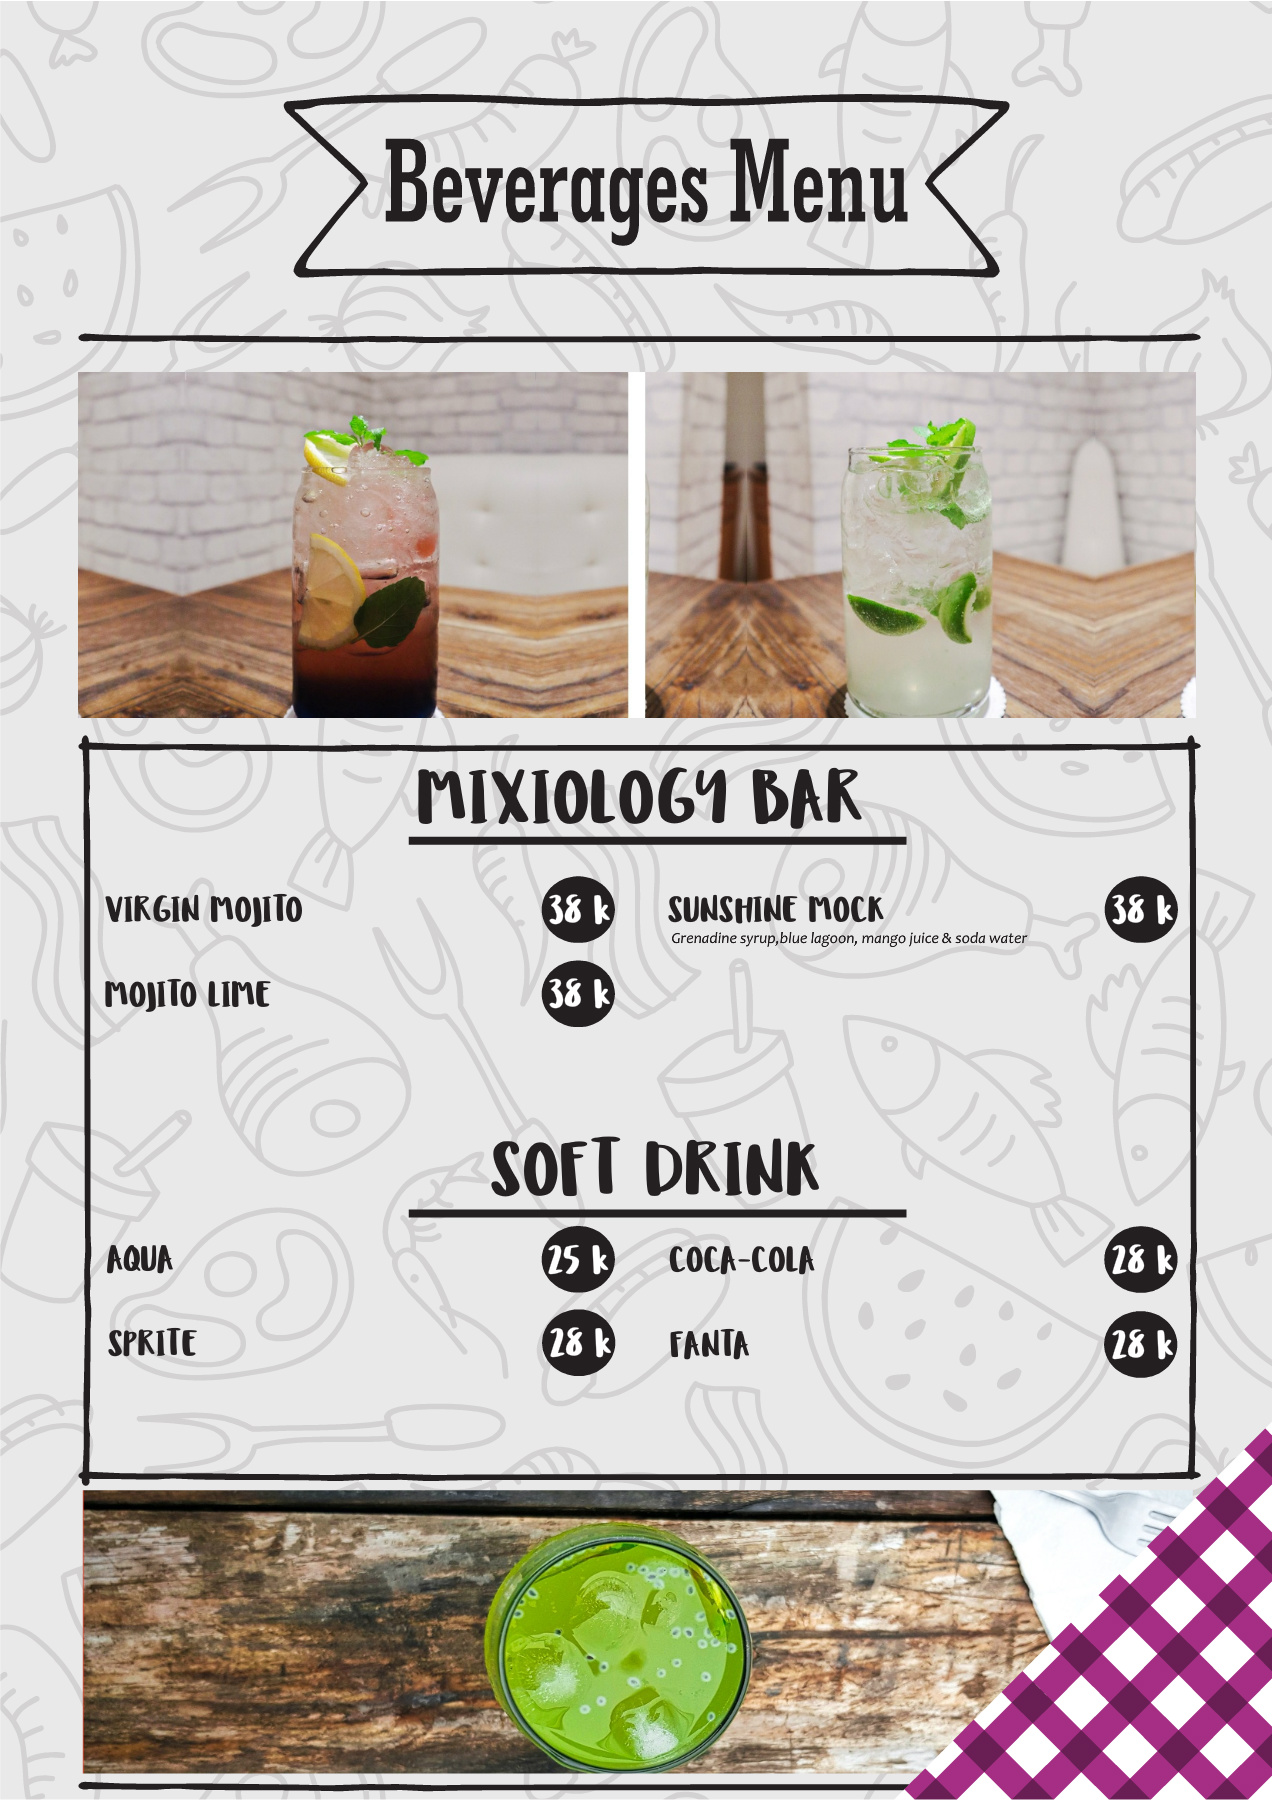 Beverages Menu
MIXIOLOGY BAR
VIRGIN MOJITO 38 k
SUNSHINE MOCK 38 k
Grenadine syrup,blue lagoon, mango juice & soda water
MOJITO LIME 38 k
SOFT DRINK
AQUA 25 k
COCA-COLA 28 k
SPRITE 28 k
FANTA 28 k